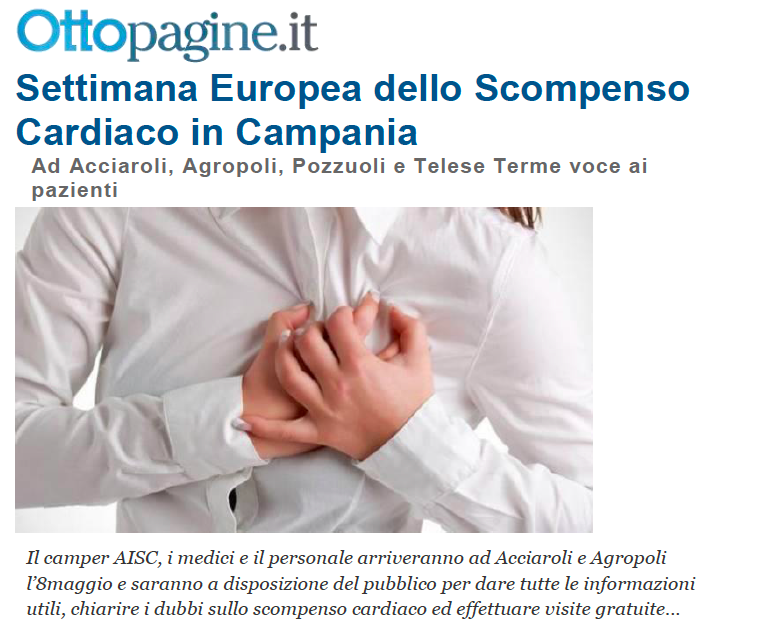 Ottopagine.it
Settimana Europea dello Scompenso
Cardiaco in Campania
Ad Acciaroli, Agropoli, Pozzuoli e Telese Terme voce ai
pazienti
Il camper AISC, i medici e il personale arriveranno ad Acciaroli e Agropoli
l'8maggio e saranno a disposizione del pubblico per dare tutte le informazioni
utili, chiarire i dubbi sullo scompenso cardiaco ed effettuare visite gratuite...